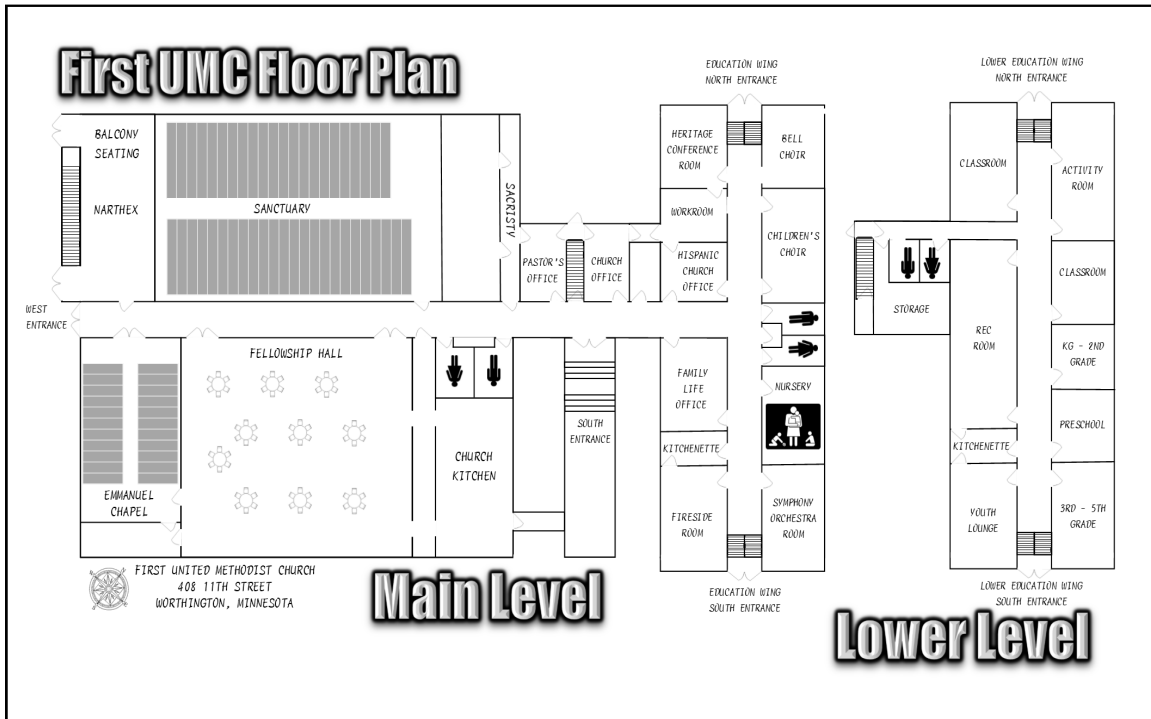 First UMC Floor Plan
BALCONY
SEATING
NARTHEX
SANCTUARY
SACRISTY
WEST
ENTRANCE
PASTOR'S
OFFICE
CHURCH
OFFICE
EDUCATION WING
NORTH ENTRANCE
HERITAGE
CONFERENCE
ROOM
BELL
CHOIR
WORKROOM
HISPANIC
CHURCH
OFFICE
CHILDREN'S
CHOIR
FELLOWSHIP HALL
EMMANUEL
CHAPEL
CHURCH
KITCHEN
SOUTH
ENTRANCE
FAMILY
LIFE
OFFICE
NURSERY
KITCHENETTE
FIRESIDE
ROOM
SYMPHONY
ORCHESTRA
ROOM
EDUCATION WING
SOUTH ENTRANCE
FIRST UNITED METHODIST CHURCH
408 11TH STREET
WORTHINGTON, MINNESOTA
Main Level
LOWER EDUCATION WING
NORTH ENTRANCE
CLASSROOM
ACTIVITY
ROOM
STORAGE
CLASSROOM
REC
ROOM
KG - 2ND
GRADE
PRESCHOOL
KITCHENETTE
YOUTH
LOUNGE
3RD - 5TH
GRADE
LOWER EDUCATION WING
SOUTH ENTRANCE
Lower Level